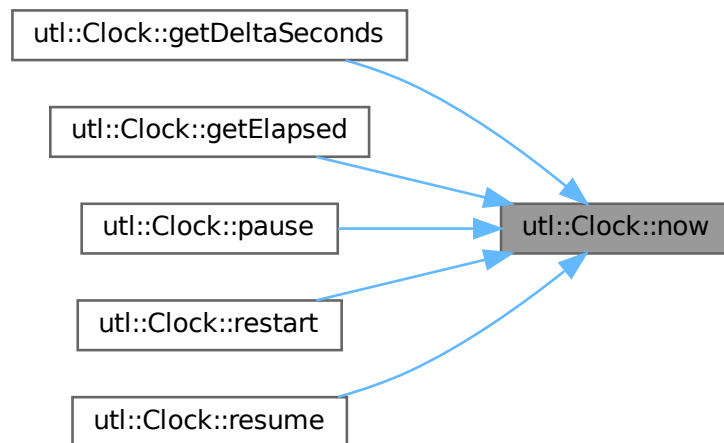 utl::Clock::getDeltaSeconds
utl::Clock::getElapsed
utl::Clock::pause
utl::Clock::now
utl::Clock::restart
utl::Clock::resume